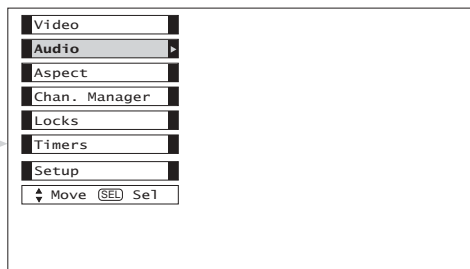 Video
Audio
Aspect
Chan. Manager
Locks
Timers
Setup
Move SEL Sel